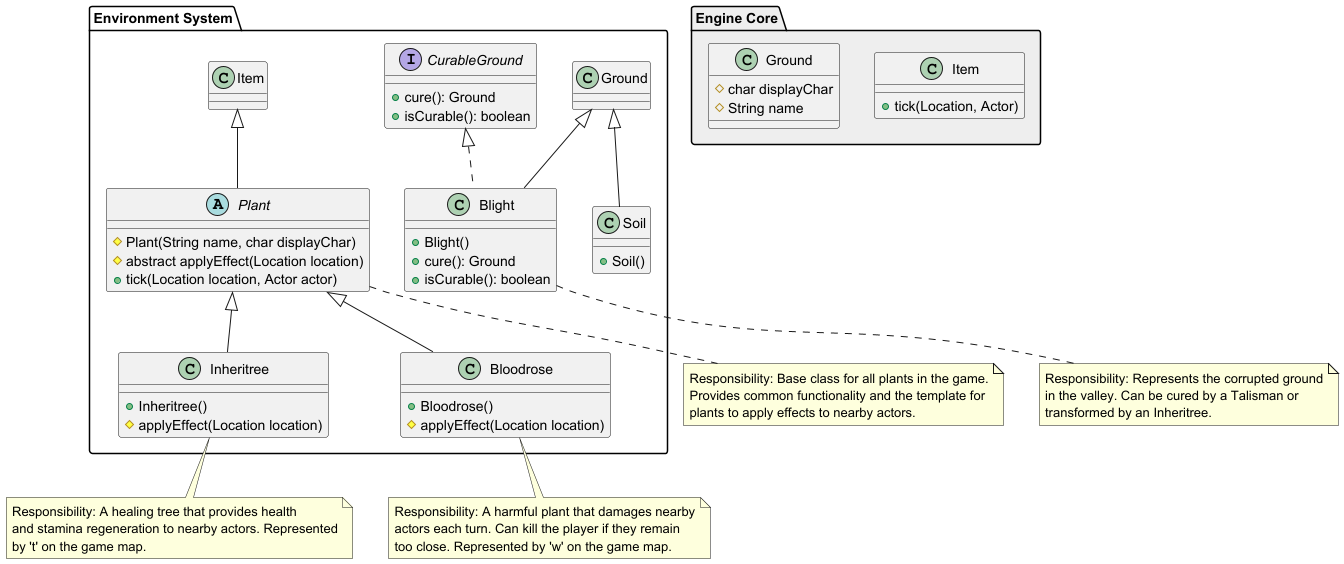 Environment System
C Item
I CurableGround
cure(): Ground
isCurable(): boolean
C Ground
A Plant
Plant(String name, char displayChar)
abstract applyEffect(Location location)
tick(Location location, Actor actor)
C Blight
Blight()
cure(): Ground
isCurable(): boolean
C Soil
Soil()
C Inheritree
Inheritree()
applyEffect(Location location)
C Bloodrose
Bloodrose()
applyEffect(Location location)
Engine Core
C Ground
char displayChar
String name
C Item
tick(Location, Actor)
Responsibility: Base class for all plants in the game.
Provides common functionality and the template for
plants to apply effects to nearby actors.
Responsibility: Represents the corrupted ground
in the valley. Can be cured by a Talisman or
transformed by an Inheritree.
Responsibility: A healing tree that provides health
and stamina regeneration to nearby actors. Represented
by 't' on the game map.
Responsibility: A harmful plant that damages nearby
actors each turn. Can kill the player if they remain
too close. Represented by 'w' on the game map.